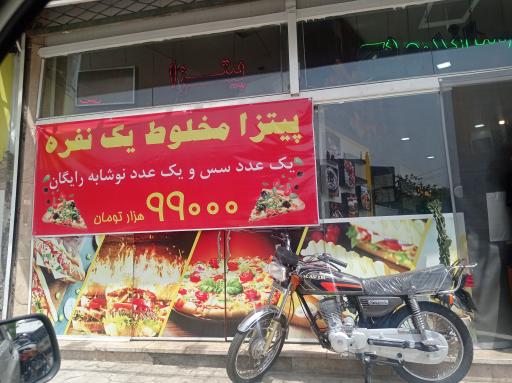 پیتزا مخلوط یک نفره
یک عدد سس و یک عدد نوشابه رایگان
۹۹۰۰۰ هزار تومان